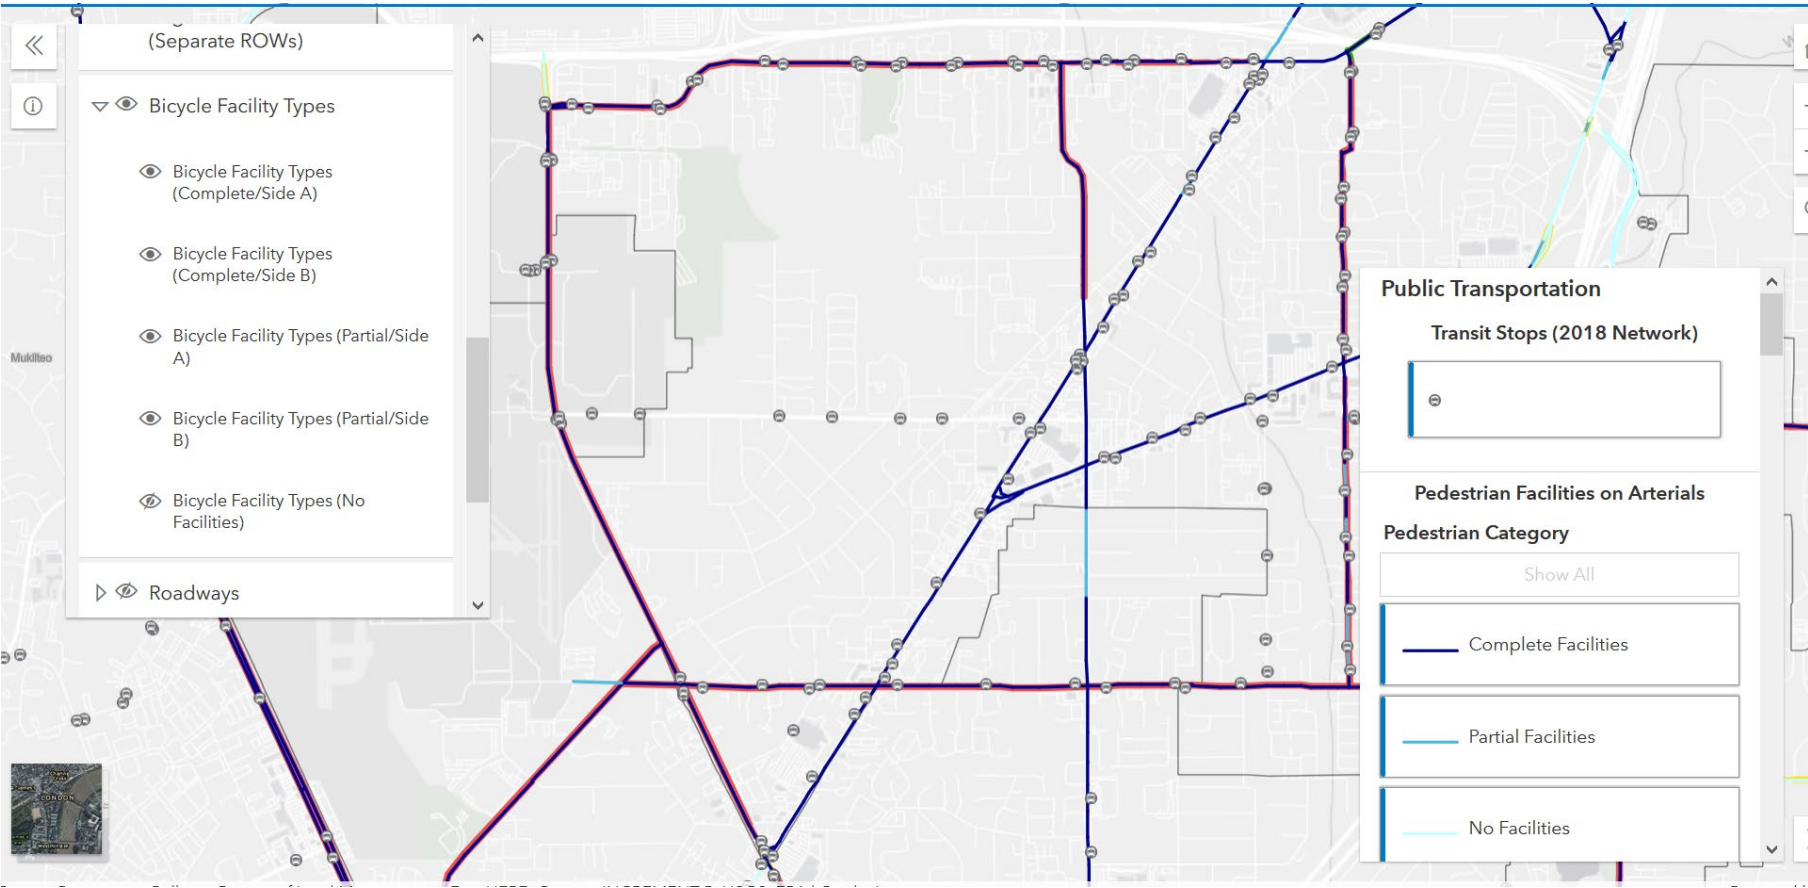 (Separate ROWs)
Bicycle Facility Types
Bicycle Facility Types
(Complete/Side A)
Bicycle Facility Types
(Complete/Side B)
Bicycle Facility Types (Partial/Side
A)
Bicycle Facility Types (Partial/Side
B)
Bicycle Facility Types (No
Facilities)
Roadways
Mukilteo
LONDON
Public Transportation
Transit Stops (2018 Network)
Pedestrian Facilities on Arterials
Pedestrian Category
Show All
Complete Facilities
Partial Facilities
No Facilities